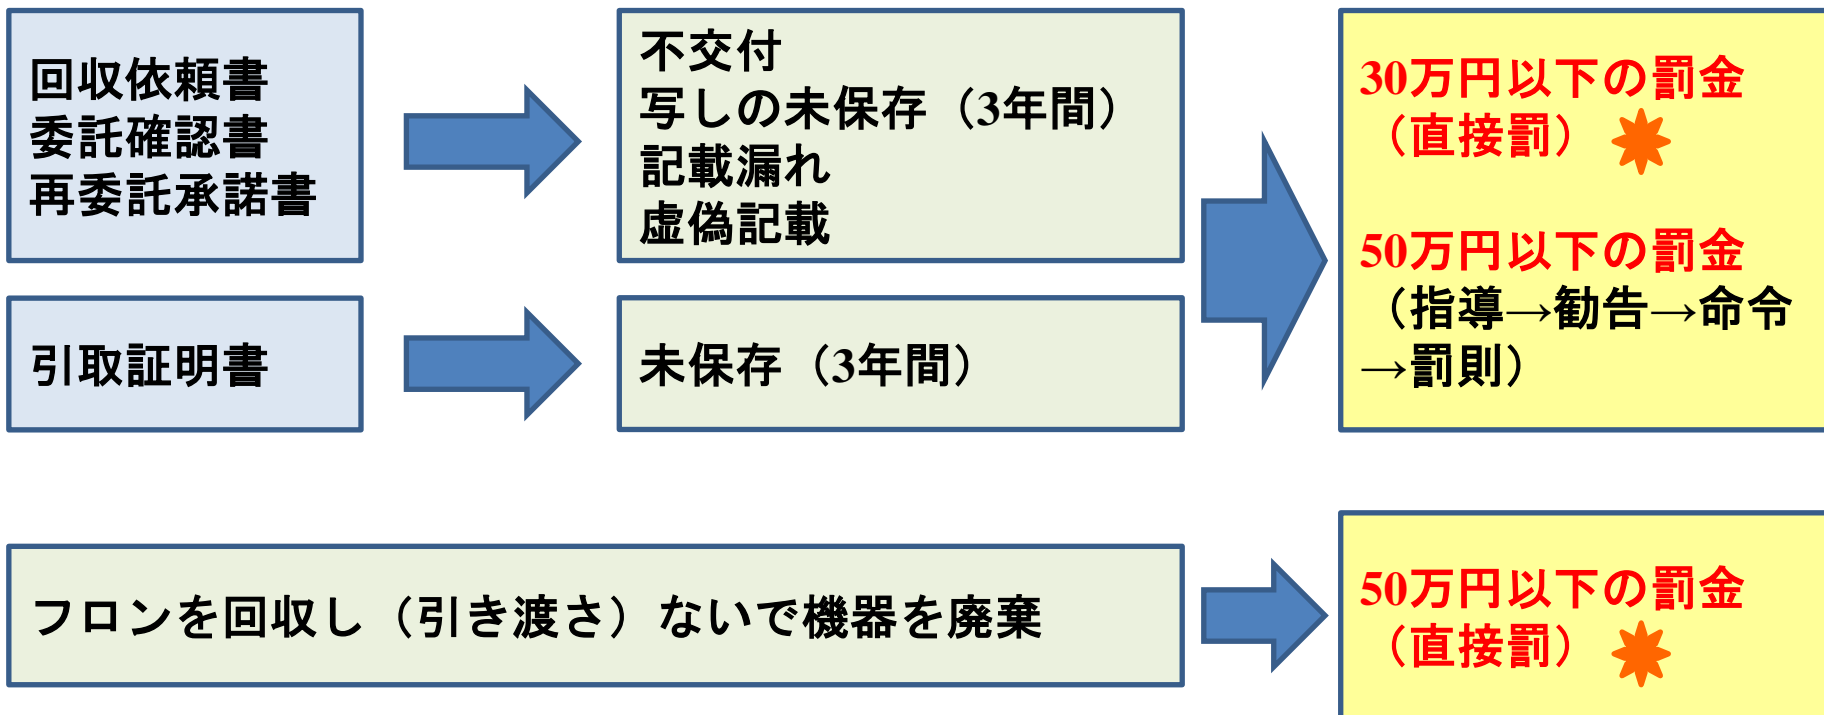 回収依頼書
委託確認書
再委託承諾書
不交付
写しの未保存（3年間）
記載漏れ
虚偽記載
30万円以下の罰金
（直接罰）
50万円以下の罰金
（指導→勧告→命令
→罰則）
引取証明書
未保存（3年間）
フロンを回収し（引き渡さ）ないで機器を廃棄
50万円以下の罰金
（直接罰）